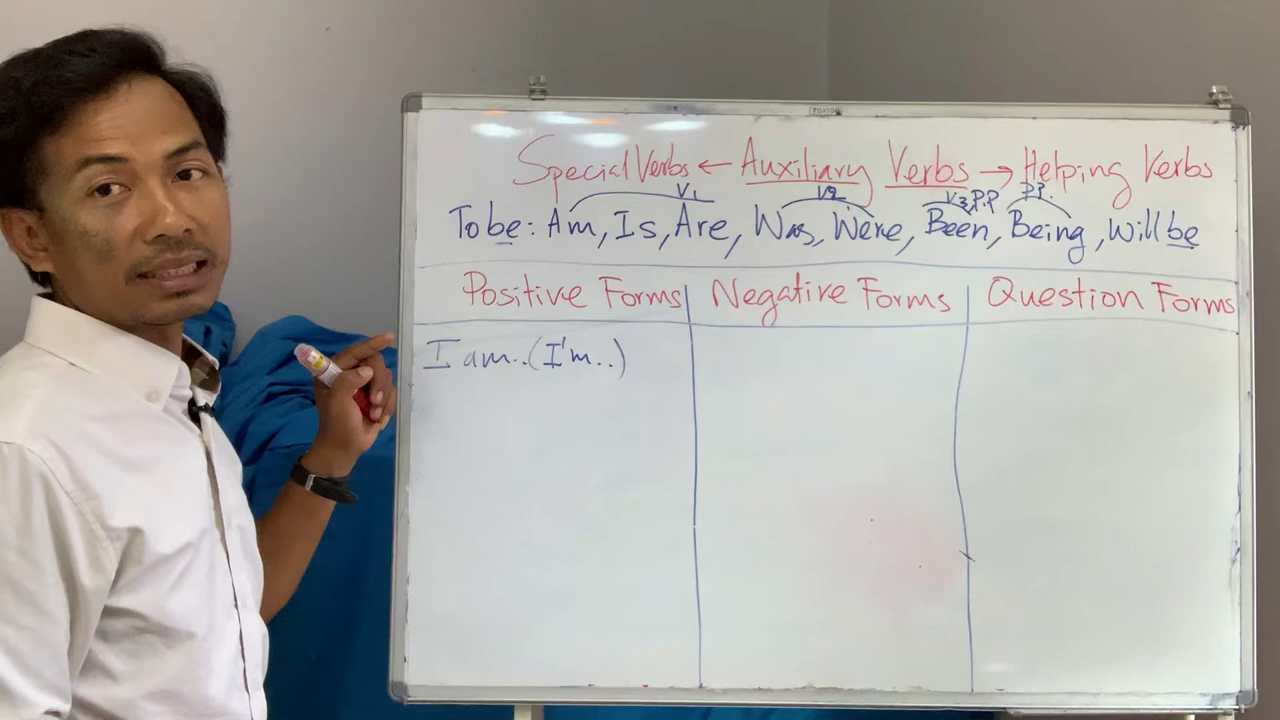 Special Verbs ← Auxiliary Verbs → Helping Verbs
V1 V2 V3,P.P P.P.
To be: Am, Is, Are, Was, Were, Been, Being, will be
Positive Forms Negative Forms Question Forms
I am..(I'm..)